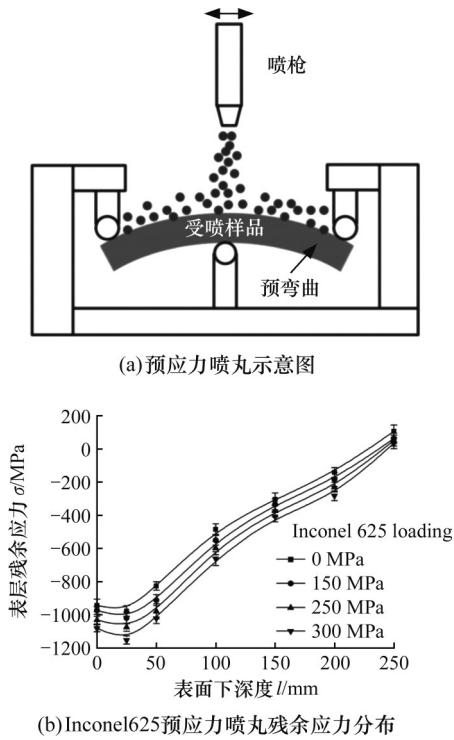 喷枪
受喷样品
预弯曲
(a)预应力喷丸示意图
200
0
−200
−400
−600
−800
−1000
−1200
表层残余应力σ/MPa
Inconel 625 loading
0 MPa
150 MPa
250 MPa
300 MPa
0 50 100 150 200 250
表面下深度l/mm
(b)Inconel625预应力喷丸残余应力分布